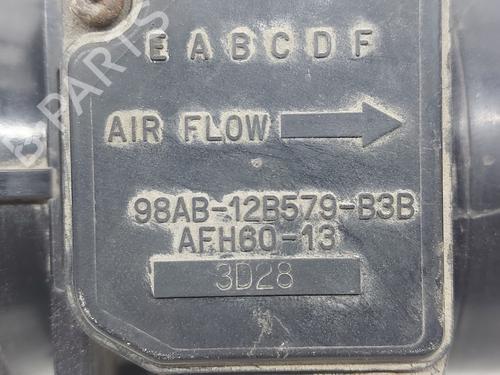 E A B C D F
AIR FLOW
98AB-12B579-B3B
AFH60-13
3D28